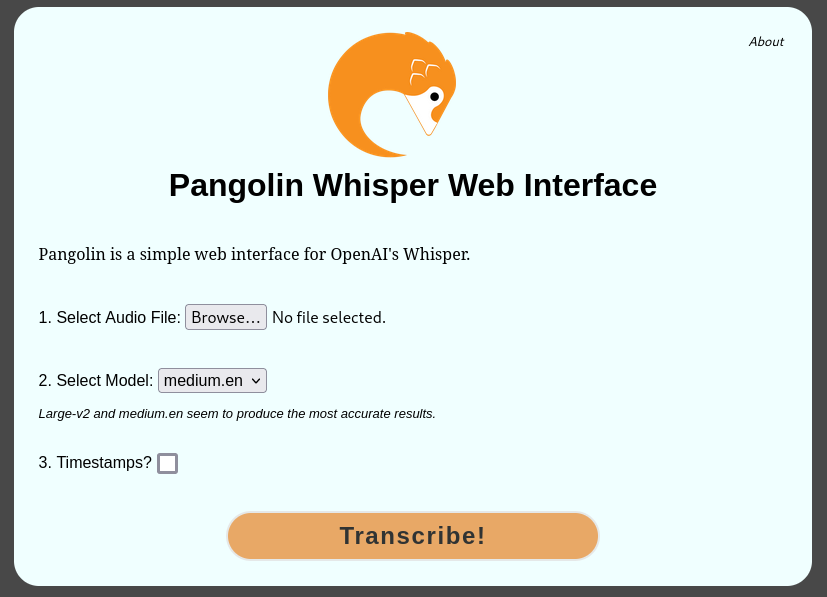 About
Pangolin Whisper Web Interface
Pangolin is a simple web interface for OpenAI's Whisper.
1. Select Audio File: Browse... No file selected.
2. Select Model: medium.en
Large-v2 and medium.en seem to produce the most accurate results.
3. Timestamps?
Transcribe!